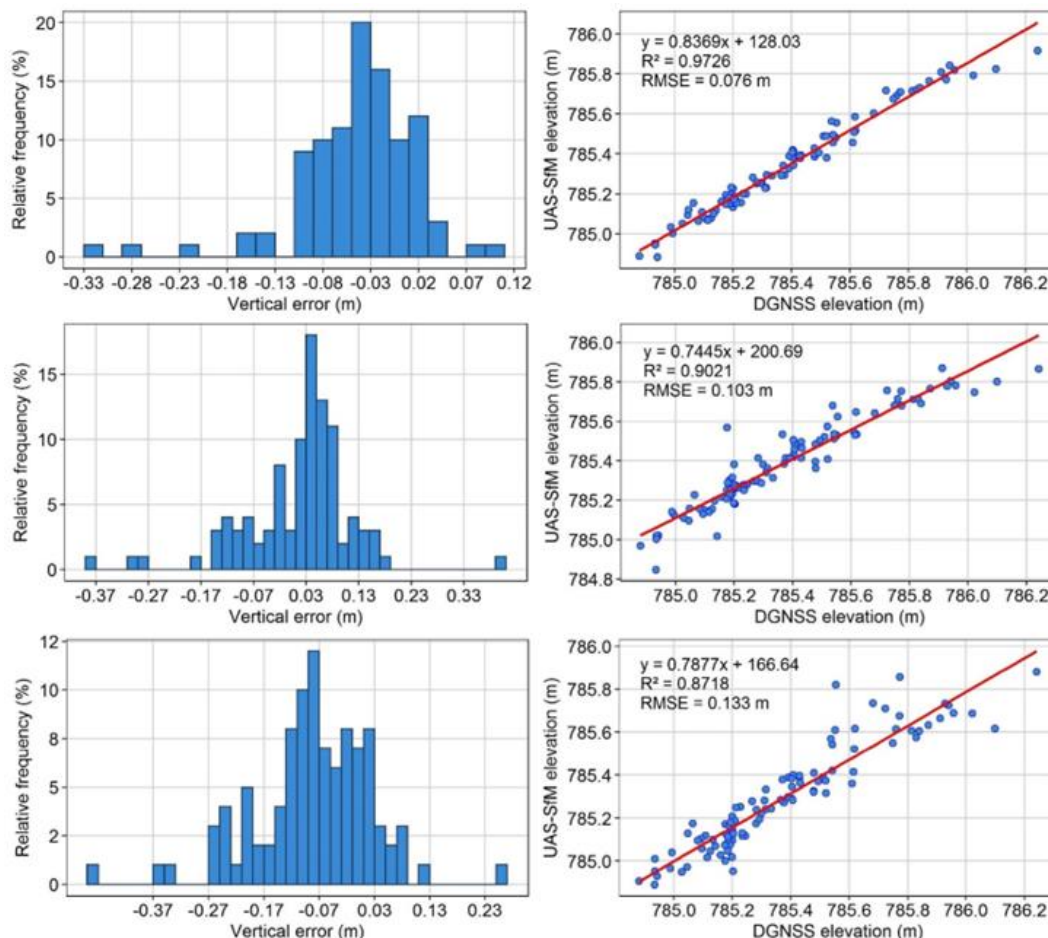 20
15
10
5
0
Relative frequency (%)
-0.33 -0.28 -0.23 -0.18 -0.13 -0.07 -0.03 0.02 0.07 0.12
Vertical error (m)
y = 0.8369x + 128.03
R² = 0.9726
RMSE = 0.076 m
786.0
785.8
785.4
785.2
785.0
UAS-SfM elevation (m)
785.0 785.2 785.4 785.6 785.8 786.0 786.2
DGNSS elevation (m)
15
10
5
0
Relative frequency (%)
-0.37 -0.27 -0.17 -0.07 0.03 0.13 0.23 0.33
Vertical error (m)
y = 0.7445x + 200.69
R² = 0.9021
RMSE = 0.103 m
786.0
785.8
785.6
785.4
785.2
785.0
784.8
UAS-SfM elevation (m)
785.0 785.2 785.4 785.6 785.8 786.0 786.2
DGNSS elevation (m)
12
10
8
5
2
0
Relative frequency (%)
-0.37 -0.27 -0.17 -0.07 0.03 0.13 0.23
Vertical error (m)
y = 0.7877x + 166.64
R² = 0.8718
RMSE = 0.133 m
786.0
785.8
785.4
785.2
785.0
UAS-SfM elevation (m)
785.0 785.2 785.4 785.6 785.8 786.0 786.2
DGNSS elevation (m)